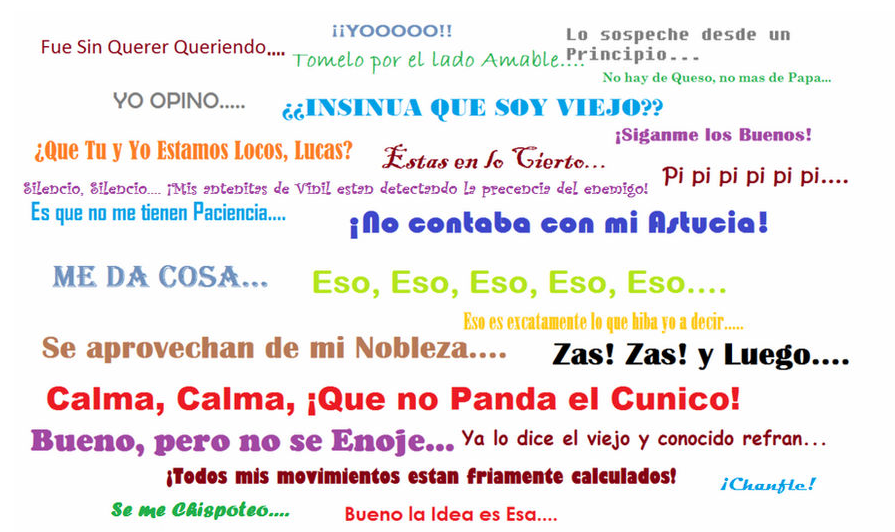 ¡¡YOOOOO!!
Fue Sin Querer Queriendo....
Lo sospeche desde un
Principio...
Tomelo por el lado Amable....
No hay de Queso, no mas de Papa...
YO OPINO.....
¿¿INSINUA QUE SOY VIEJO??
¡Siganme los Buenos!
¿Que Tu y Yo Estamos Locos, Lucas?
Estas en lo Cierto...
Pi pi pi pi pi pi....
Silencio, Silencio.... ¡Mis antenitas de Vinil estan detectando la precencia del enemigo!
Es que no me tienen Paciencia....
¡No contaba con mi Astucia!
ME DA COSA...
Eso, Eso, Eso, Eso, Eso....
Eso es excatamente lo que hiba yo a decir.....
Se aprovechan de mi Nobleza....
Zas! Zas! y Luego....
Calma, Calma, ¡Que no Panda el Cunico!
Bueno, pero no se Enoje...
Ya lo dice el viejo y conocido refran...
¡Todos mis movimientos estan friamente calculados!
¡Chanfle!
Se me Chispoteo....
Bueno la Idea es Esa....